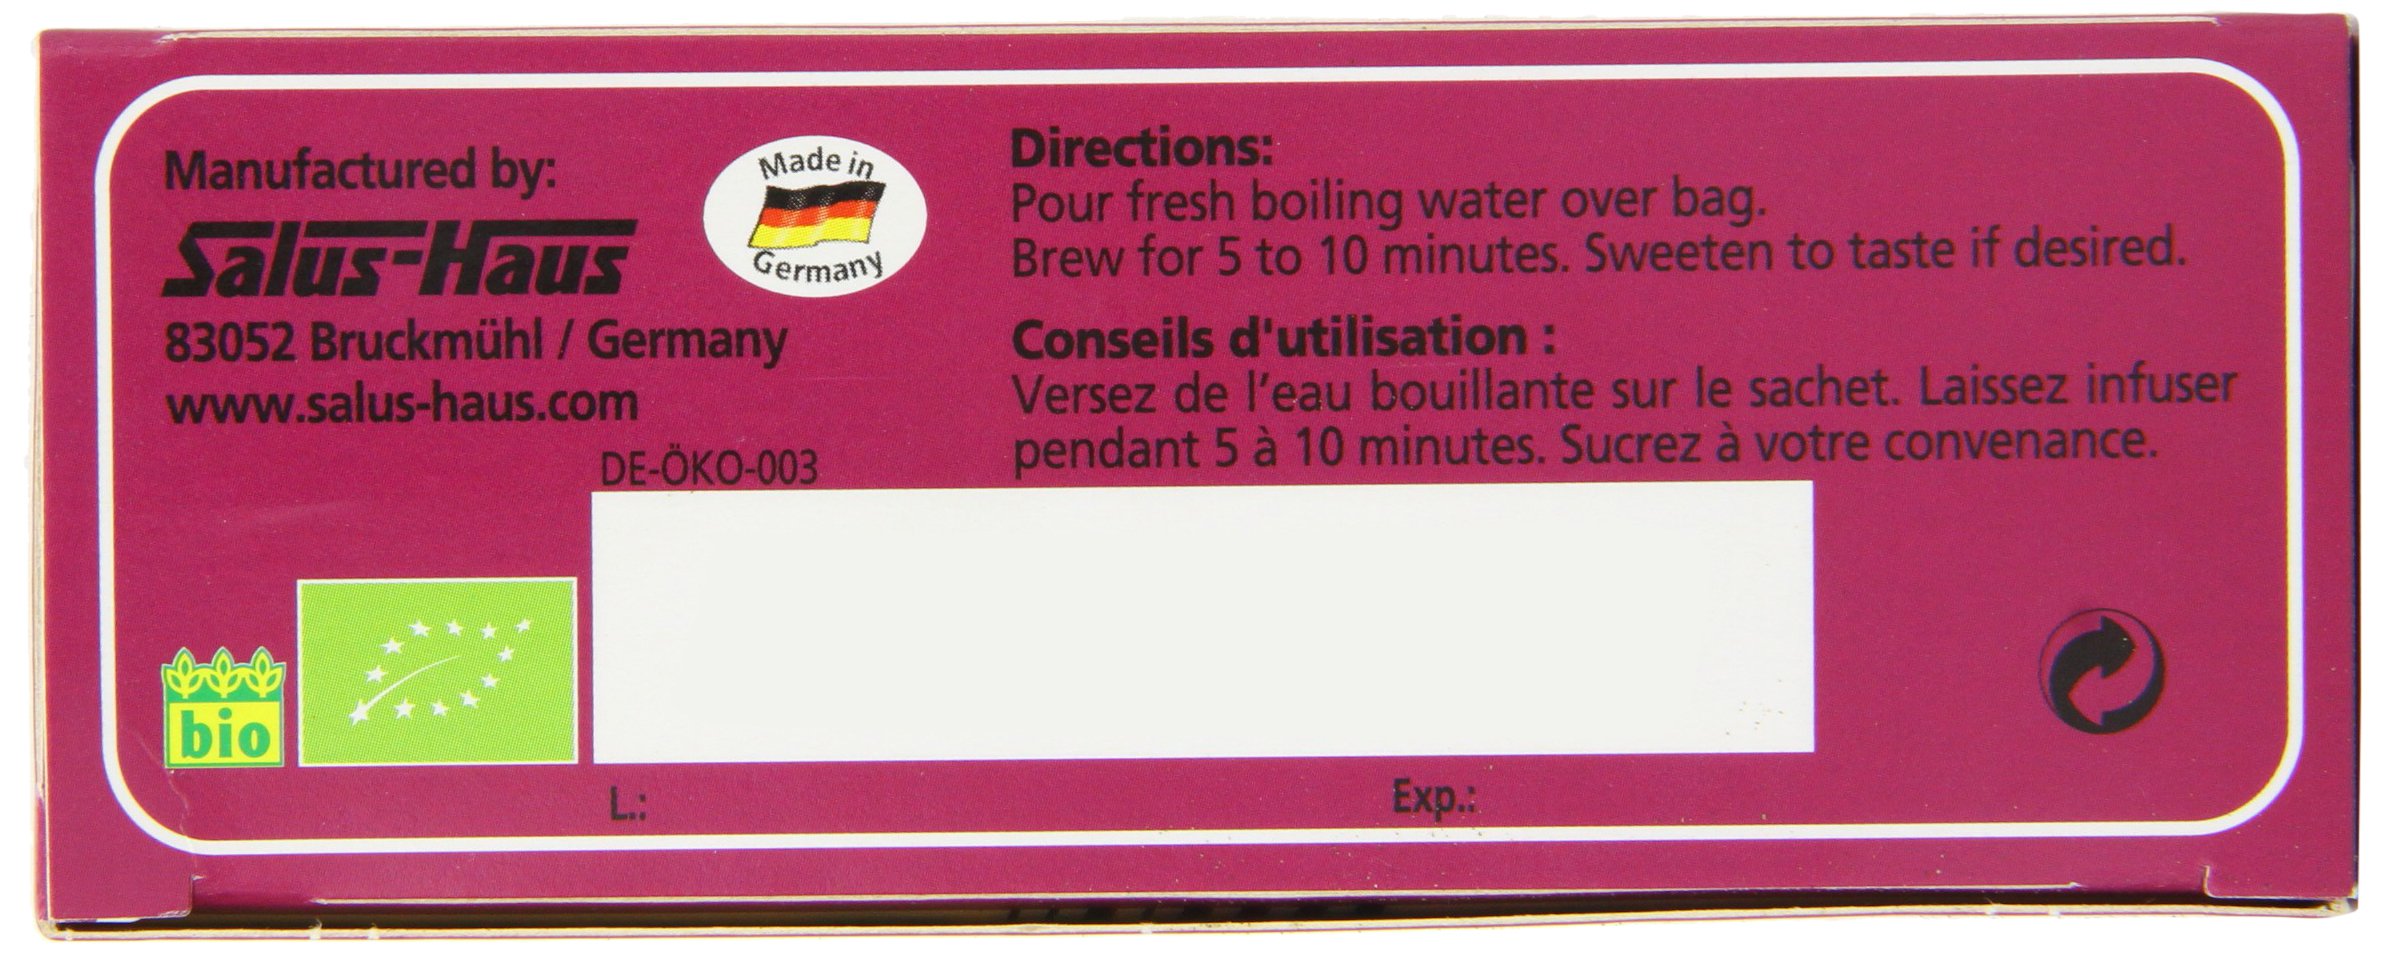 Manufactured by:
Salus-Haus
83052 Bruckmühl / Germany
www.salus-haus.com
Made in
Germany
Directions:
Pour fresh boiling water over bag.
Brew for 5 to 10 minutes. Sweeten to taste if desired.
Conseils d'utilisation :
Versez de l’eau bouillante sur le sachet. Laissez infuser
pendant 5 à 10 minutes. Sucrez à votre convenance.
DE-ÖKO-003
bio
L.:
Exp.: